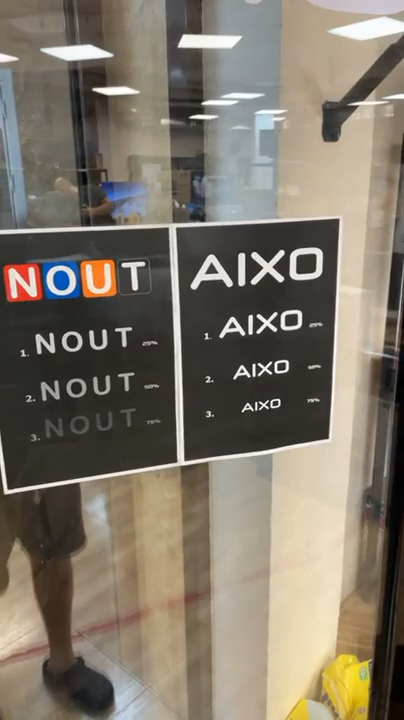 NOUT
1. NOUT 25%
2. NOUT 50%
3. NOUT 75%
AIXO
1. AIXO 25%
2. AIXO 50%
3. AIXO 75%